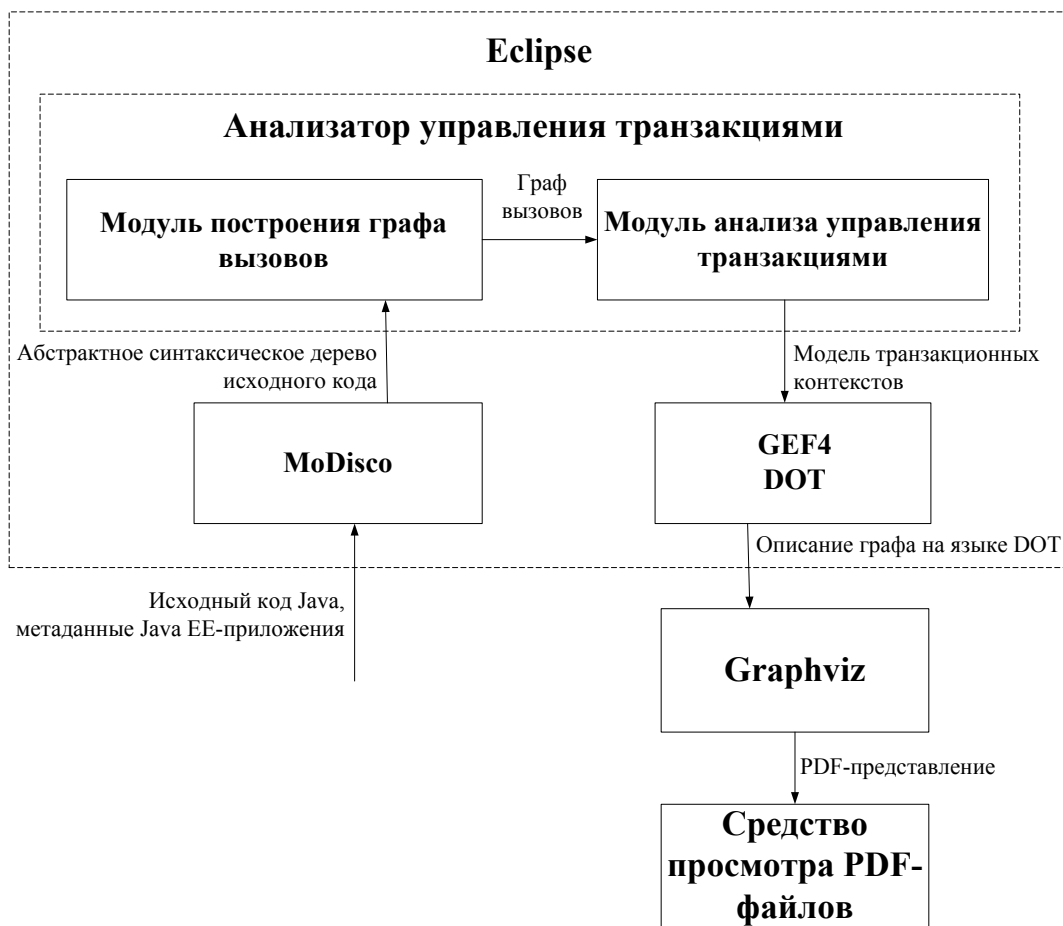 Eclipse
Анализатор управления транзакциями
Модуль построения графа
вызовов
Граф
вызовов
Модуль анализа управления
транзакциями
Абстрактное синтаксическое дерево
исходного кода
Модель транзакционных
контекстов
MoDisco
GEF4
DOT
Описание графа на языке DOT
Исходный код Java,
метаданные Java EE-приложения
Graphviz
PDF-представление
Средство
просмотра PDF-
файлов